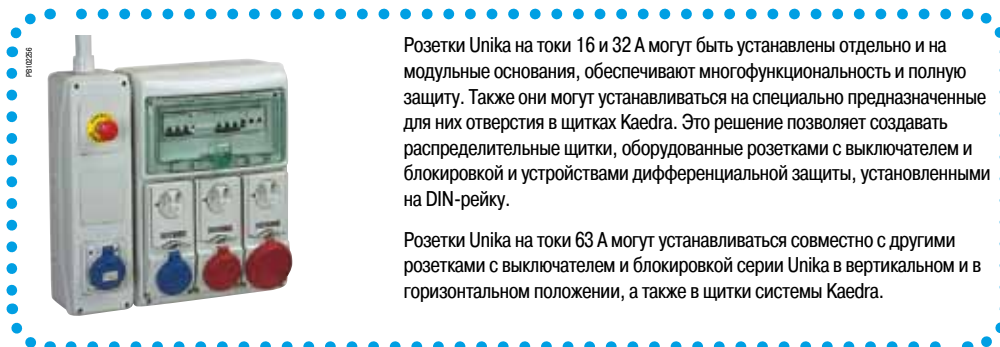 PB102256
Розетки Unika на токи 16 и 32 А могут быть установлены отдельно и на
модульные основания, обеспечивают многофункциональность и полную
защиту. Также они могут устанавливаться на специально предназначенные
для них отверстия в щитках Kaedra. Это решение позволяет создавать
распределительные щитки, оборудованные розетками с выключателем и
блокировкой и устройствами дифференциальной защиты, установленными
на DIN-рейку.
Розетки Unika на токи 63 А могут устанавливаться совместно с другими
розетками с выключателем и блокировкой серии Unika в вертикальном и в
горизонтальном положении, а также в щитки системы Kaedra.